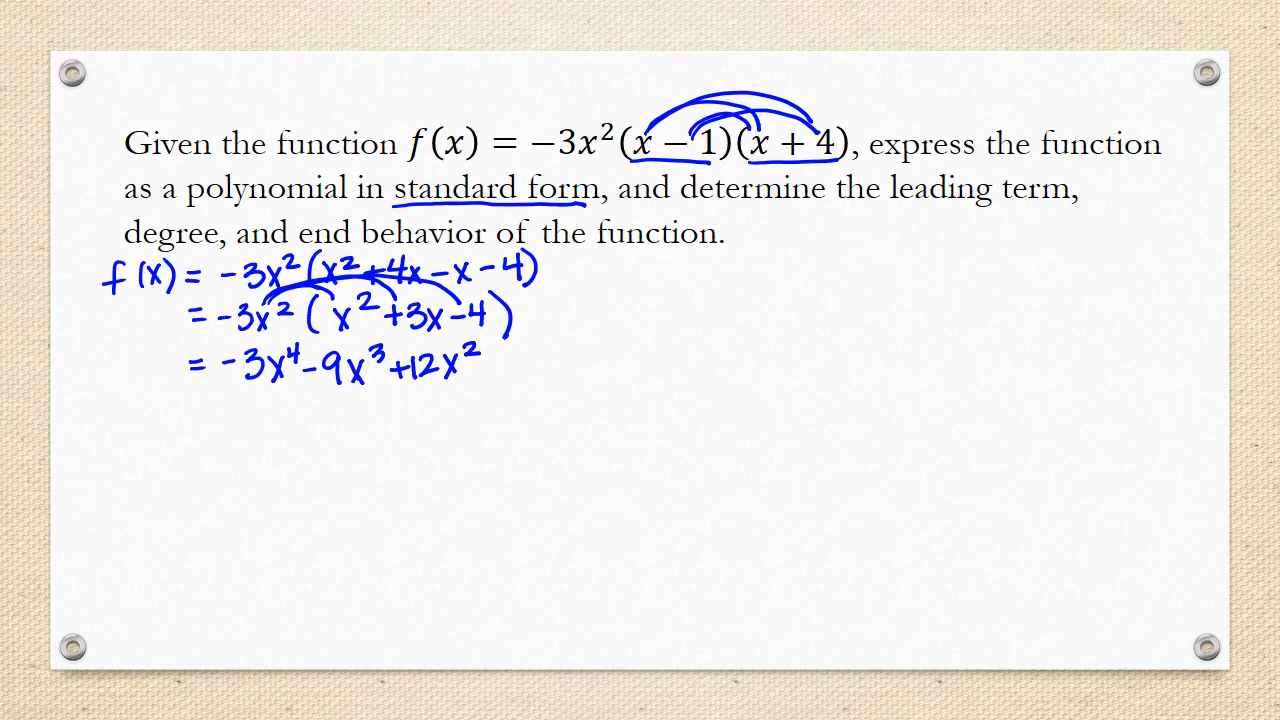 Given the function f(x) = −3x²(x − 1)(x + 4), express the function
as a polynomial in standard form, and determine the leading term,
degree, and end behavior of the function.
f(x) = -3x²(x²+4x-x-4)
= -3x²(x²+3x-4)
= -3x⁴-9x³+12x²